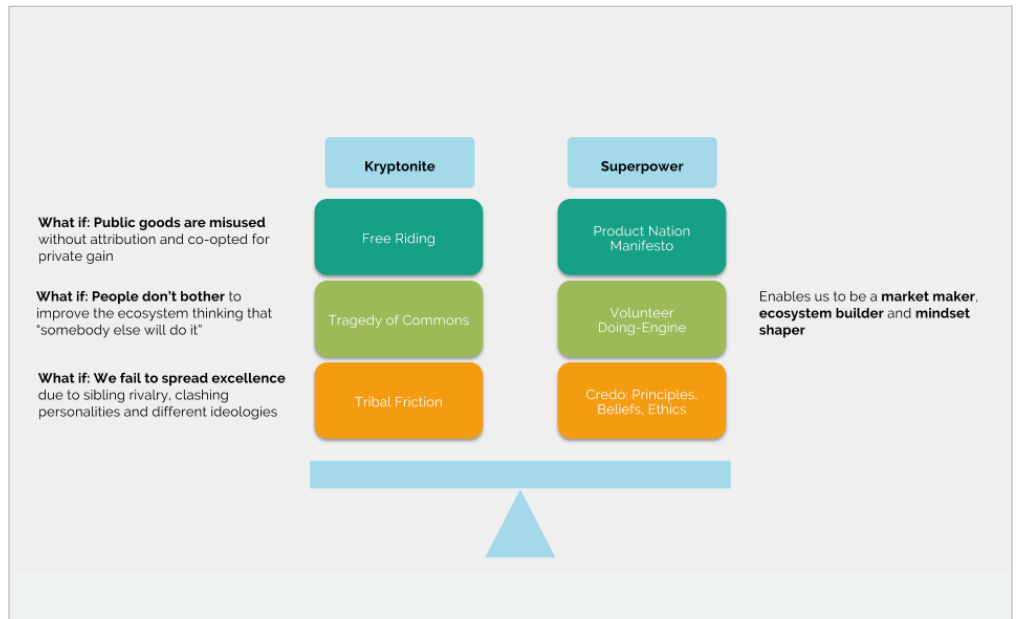 Kryptonite
Superpower
What if: Public goods are misused
without attribution and co-opted for
private gain
Free Riding
Product Nation
Manifesto
What if: People don't bother to
improve the ecosystem thinking that
"somebody else will do it"
Tragedy of Commons
Volunteer
Doing-Engine
Enables us to be a market maker,
ecosystem builder and mindset
shaper
What if: We fail to spread excellence
due to sibling rivalry, clashing
personalities and different ideologies
Tribal Friction
Credo: Principles,
Beliefs, Ethics